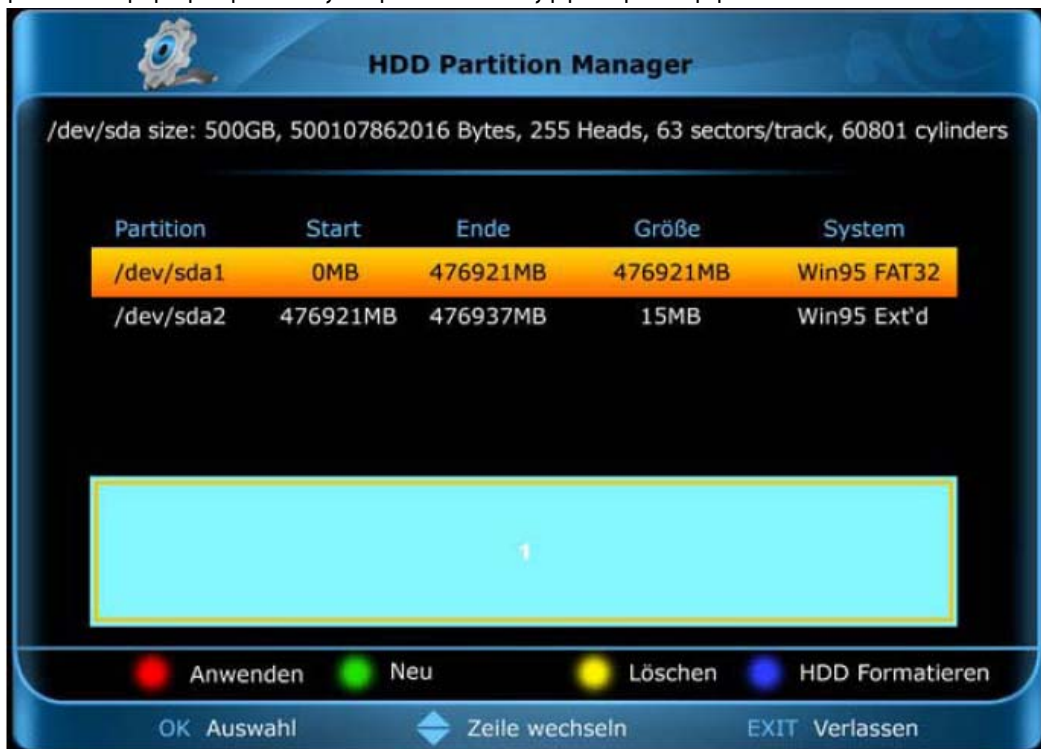 HDD Partition Manager
/dev/sda size: 500GB, 500107862016 Bytes, 255 Heads, 63 sectors/track, 60801 cylinders
Partition Start Ende Größe System
/dev/sda1 0MB 476921MB 476921MB Win95 FAT32
/dev/sda2 476921MB 476937MB 15MB Win95 Ext'd
1
Anwenden Neu Löschen HDD Formatieren
OK Auswahl Zeile wechseln EXIT Verlassen